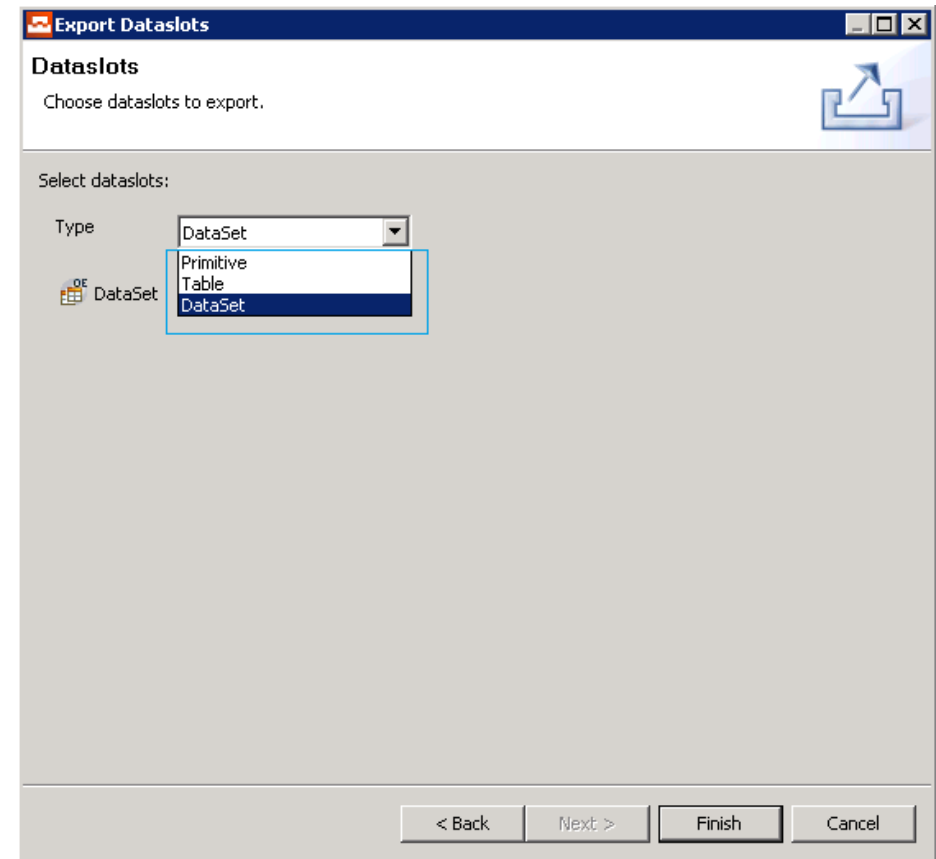 Export Dataslots
Dataslots
Choose dataslots to export.
Select dataslots:
Type
DataSet
Primitive
Table
DataSet
OE
DataSet
< Back
Next >
Finish
Cancel